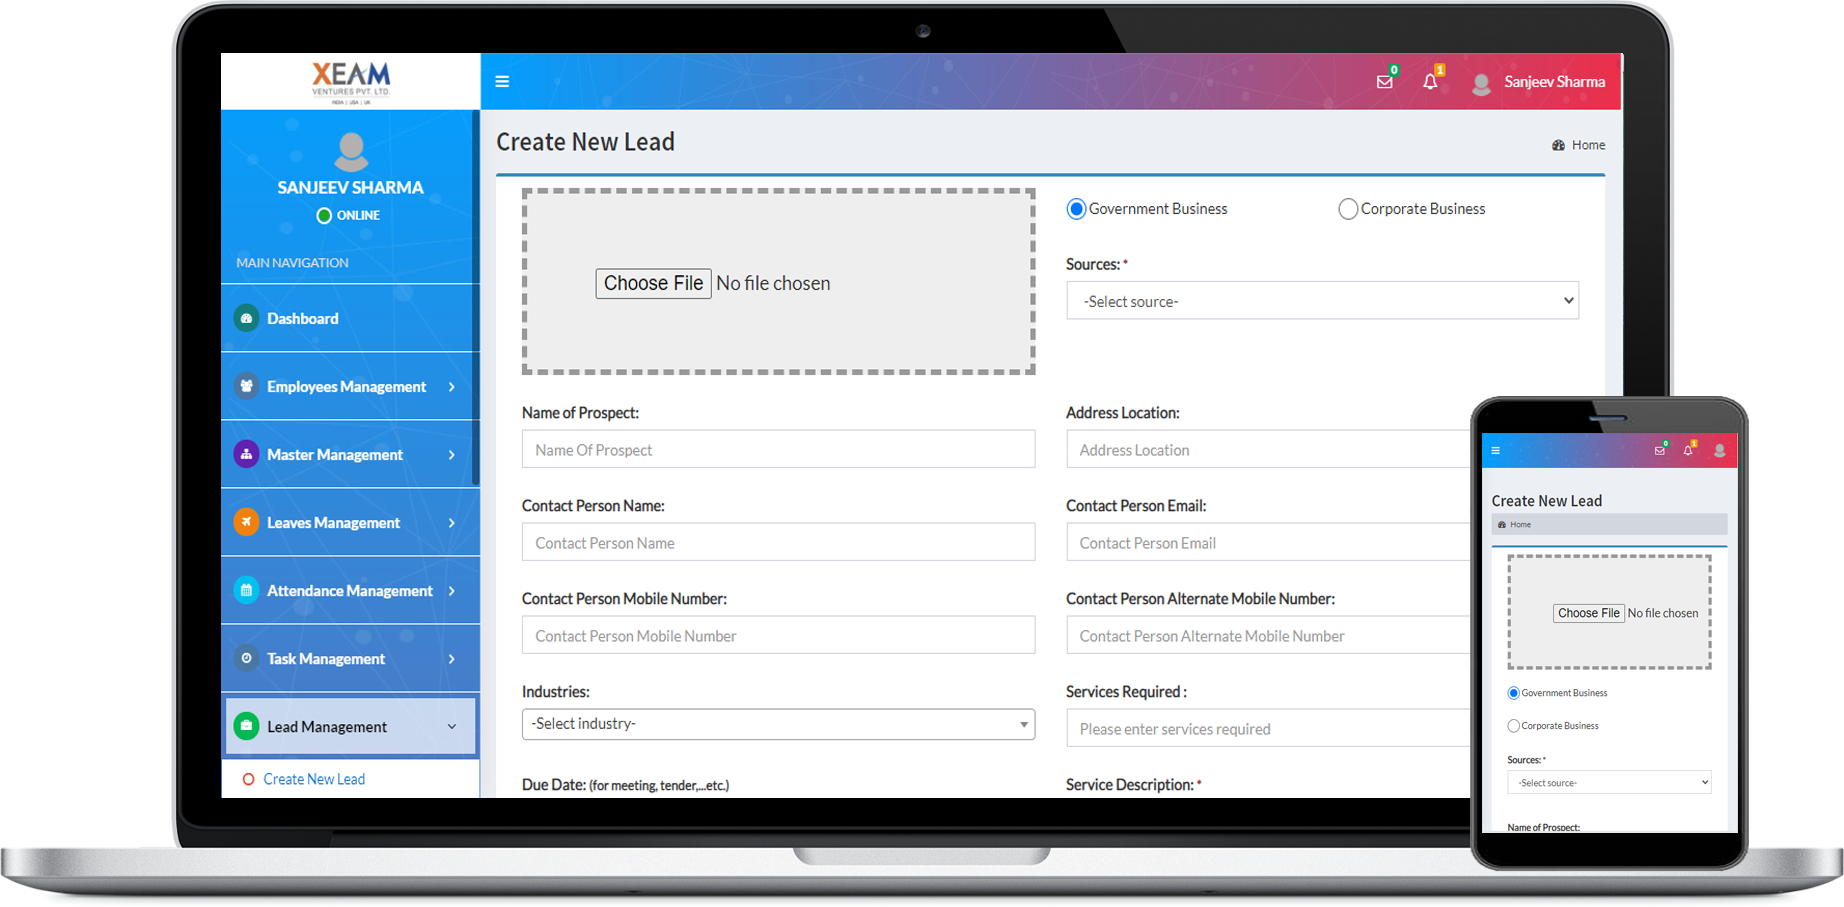 XEAM
VENTURES PVT. LTD.
INDIA | USA | UK
0
1
Sanjeev Sharma
SANJEEV SHARMA
ONLINE
MAIN NAVIGATION
Dashboard
Employees Management
Master Management
Leaves Management
Attendance Management
Task Management
Lead Management
Create New Lead
Create New Lead
Home
Choose File No file chosen
Government Business
Corporate Business
Sources: *
-Select source-
Name of Prospect:
Name Of Prospect
Address Location:
Address Location
Contact Person Name:
Contact Person Name
Contact Person Email:
Contact Person Email
Contact Person Mobile Number:
Contact Person Mobile Number
Contact Person Alternate Mobile Number:
Contact Person Alternate Mobile Number
Industries:
-Select industry-
Services Required :
Please enter services required
Due Date: (for meeting, tender,...etc.)
Service Description: *
0
1
Create New Lead
Home
Choose File No file chosen
Government Business
Corporate Business
Sources: *
-Select source-
Name of Prospect: